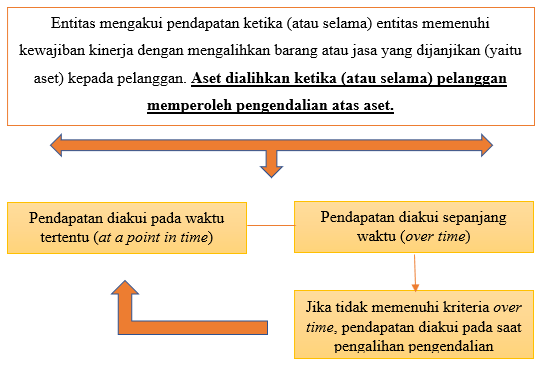 Entitas mengakui pendapatan ketika (atau selama) entitas memenuhi
kewajiban kinerja dengan mengalihkan barang atau jasa yang dijanjikan (yaitu
aset) kepada pelanggan. Aset dialihkan ketika (atau selama) pelanggan
memperoleh pengendalian atas aset.
Pendapatan diakui pada waktu
tertentu (at a point in time)
Pendapatan diakui sepanjang
waktu (over time)
Jika tidak memenuhi kriteria over
time, pendapatan diakui pada saat
pengalihan pengendalian